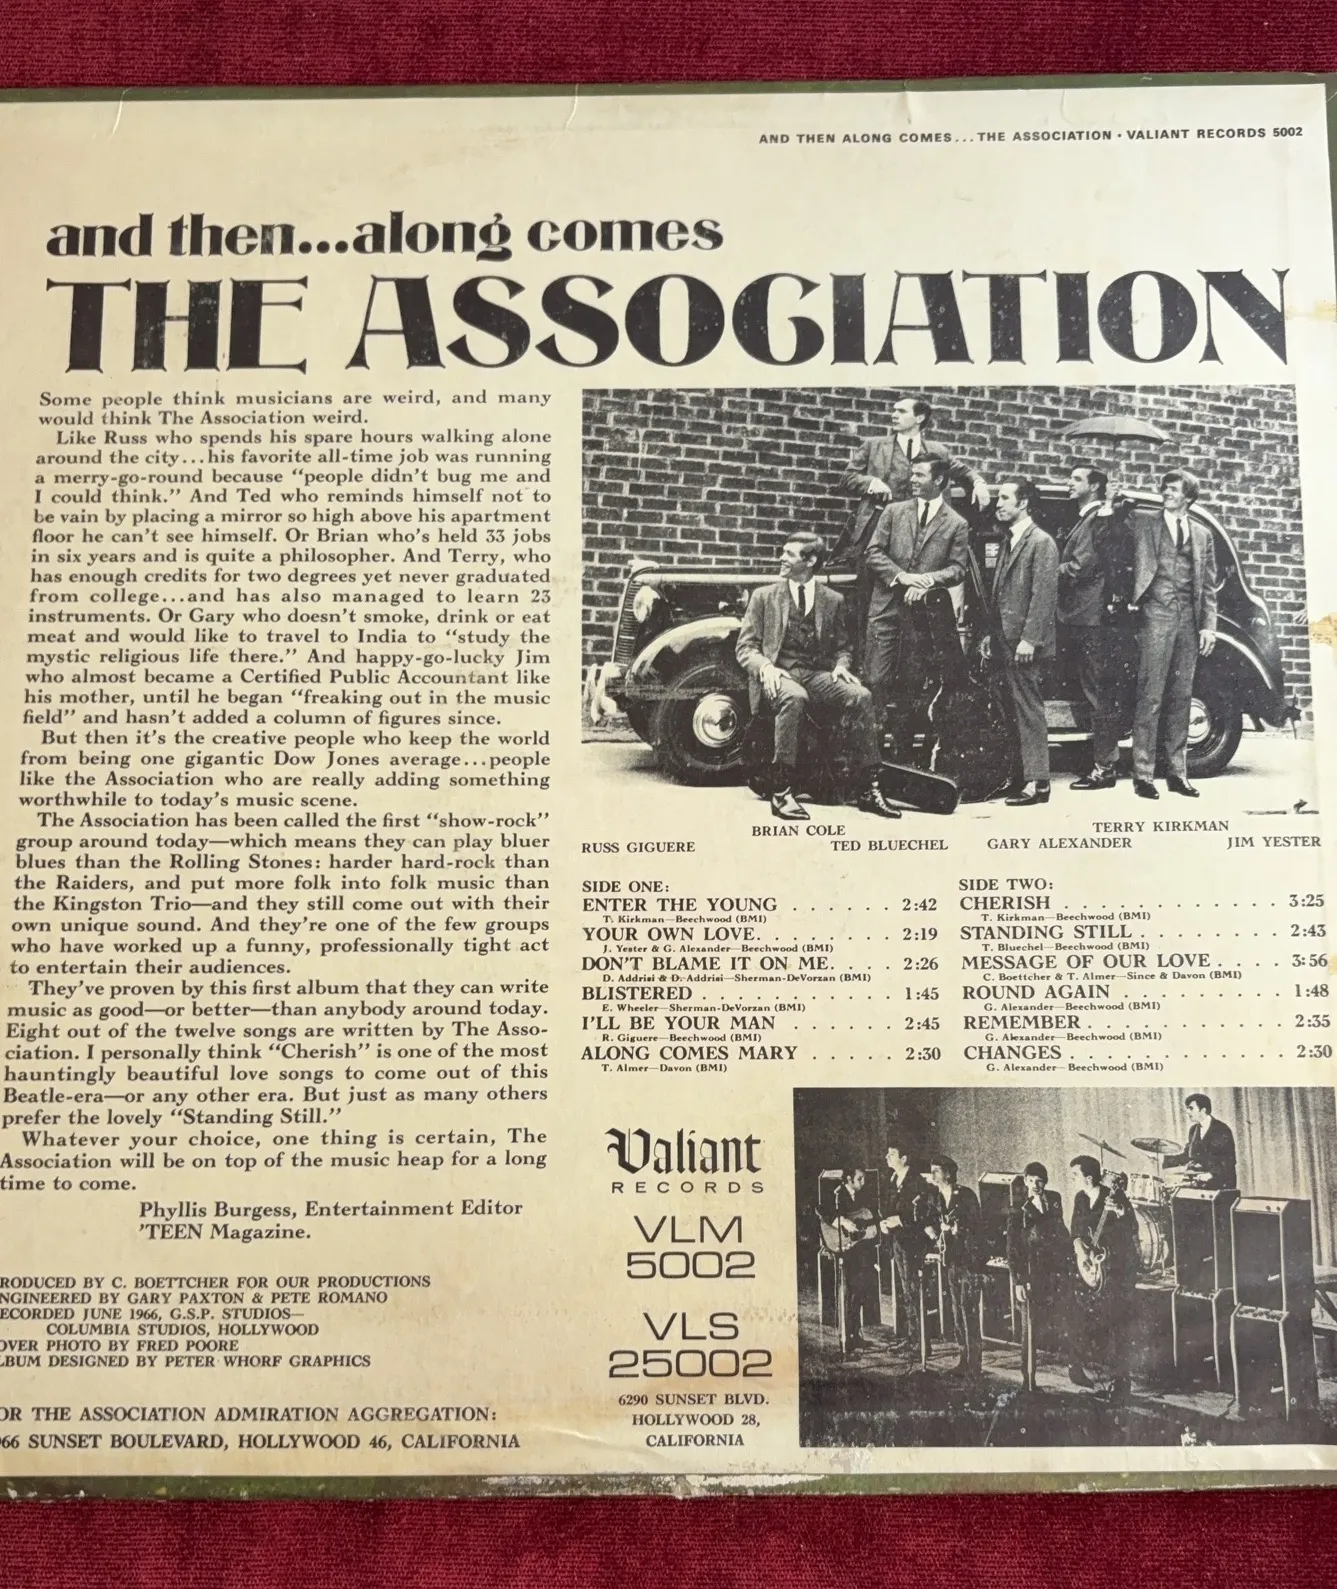 AND THEN ALONG COMES...THE ASSOCIATION • VALIANT RECORDS 5002
and then...along comes
THE ASSOCIATION
Some people think musicians are weird, and many
would think The Association weird.
Like Russ who spends his spare hours walking alone
around the city...his favorite all-time job was running
a merry-go-round because “people didn’t bug me and
I could think.” And Ted who reminds himself not to
be vain by placing a mirror so high above his apartment
floor he can’t see himself. Or Brian who’s held 33 jobs
in six years and is quite a philosopher. And Terry, who
has enough credits for two degrees yet never graduated
from college...and has also managed to learn 23
instruments. Or Gary who doesn’t smoke, drink or eat
meat and would like to travel to India to “study the
mystic religious life there.” And happy-go-lucky Jim
who almost became a Certified Public Accountant like
his mother, until he began “freaking out in the music
field” and hasn’t added a column of figures since.
But then it’s the creative people who keep the world
from being one gigantic Dow Jones average...people
like the Association who are really adding something
worthwhile to today’s music scene.
The Association has been called the first “show-rock”
group around today—which means they can play bluer
blues than the Rolling Stones: harder hard-rock than
the Raiders, and put more folk into folk music than
the Kingston Trio—and they still come out with their
own unique sound. And they’re one of the few groups
who have worked up a funny, professionally tight act
to entertain their audiences.
They’ve proven by this first album that they can write
music as good—or better—than anybody around today.
Eight out of the twelve songs are written by The Asso-
ciation. I personally think “Cherish” is one of the most
hauntingly beautiful love songs to come out of this
Beatle-era—or any other era. But just as many others
prefer the lovely “Standing Still.”
Whatever your choice, one thing is certain, The
Association will be on top of the music heap for a long
time to come.
Phyllis Burgess, Entertainment Editor
’TEEN Magazine.
RODUCED BY C. BOETTCHER FOR OUR PRODUCTIONS
NGINEERED BY GARY PAXTON & PETE ROMANO
ECORDED JUNE 1966, G.S.P. STUDIOS—
COLUMBIA STUDIOS, HOLLYWOOD
OVER PHOTO BY FRED POORE
LBUM DESIGNED BY PETER WHORF GRAPHICS
OR THE ASSOCIATION ADMIRATION AGGREGATION:
66 SUNSET BOULEVARD, HOLLYWOOD 46, CALIFORNIA
RUSS GIGUERE
BRIAN COLE
TED BLUECHEL
GARY ALEXANDER
TERRY KIRKMAN
JIM YESTER
SIDE ONE:
ENTER THE YOUNG . . . . . . 2:42
T. Kirkman—Beechwood (BMI)
YOUR OWN LOVE. . . . . . . . 2:19
J. Yester & G. Alexander—Beechwood (BMI)
DON’T BLAME IT ON ME. . . . 2:26
D. Addrisi & D. Addrisi—Sherman-DeVorzan (BMI)
BLISTERED . . . . . . . . . . 1:45
E. Wheeler—Sherman-DeVorzan (BMI)
I’LL BE YOUR MAN . . . . . . 2:45
R. Giguere—Beechwood (BMI)
ALONG COMES MARY . . . . . 2:30
T. Almer—Davon (BMI)
SIDE TWO:
CHERISH . . . . . . . . . . . . 3:25
T. Kirkman—Beechwood (BMI)
STANDING STILL . . . . . . . . 2:43
T. Bluechel—Beechwood (BMI)
MESSAGE OF OUR LOVE . . . . 3:56
C. Boettcher & T. Almer—Since & Davon (BMI)
ROUND AGAIN . . . . . . . . . 1:48
G. Alexander—Beechwood (BMI)
REMEMBER . . . . . . . . . . . 2:35
G. Alexander—Beechwood (BMI)
CHANGES . . . . . . . . . . . . 2:30
G. Alexander—Beechwood (BMI)
Valiant
RECORDS
VLM
5002
VLS
25002
6290 SUNSET BLVD.
HOLLYWOOD 28,
CALIFORNIA